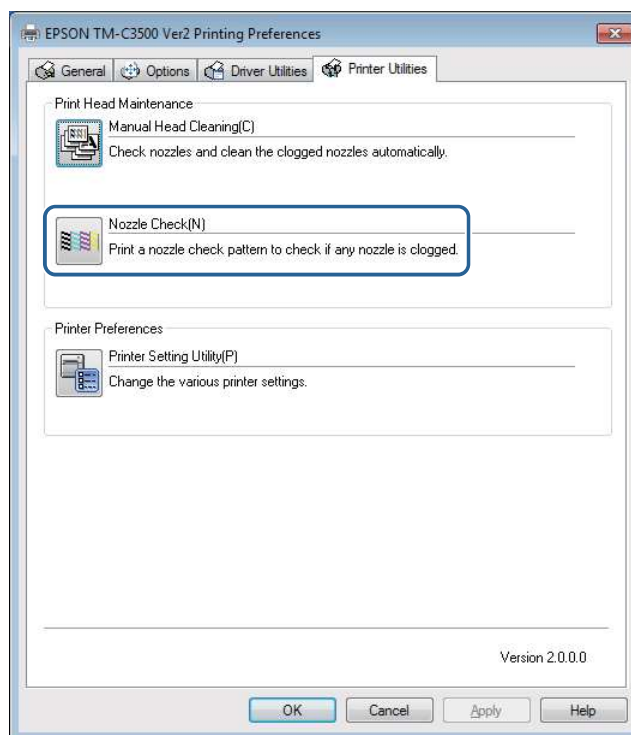 EPSON TM-C3500 Ver2 Printing Preferences
General Options Driver Utilities Printer Utilities
Print Head Maintenance
Manual Head Cleaning(C)
Check nozzles and clean the clogged nozzles automatically.
Nozzle Check(N)
Print a nozzle check pattern to check if any nozzle is clogged.
Printer Preferences
Printer Setting Utility(P)
Change the various printer settings.
Version 2.0.0.0
OK Cancel Apply Help